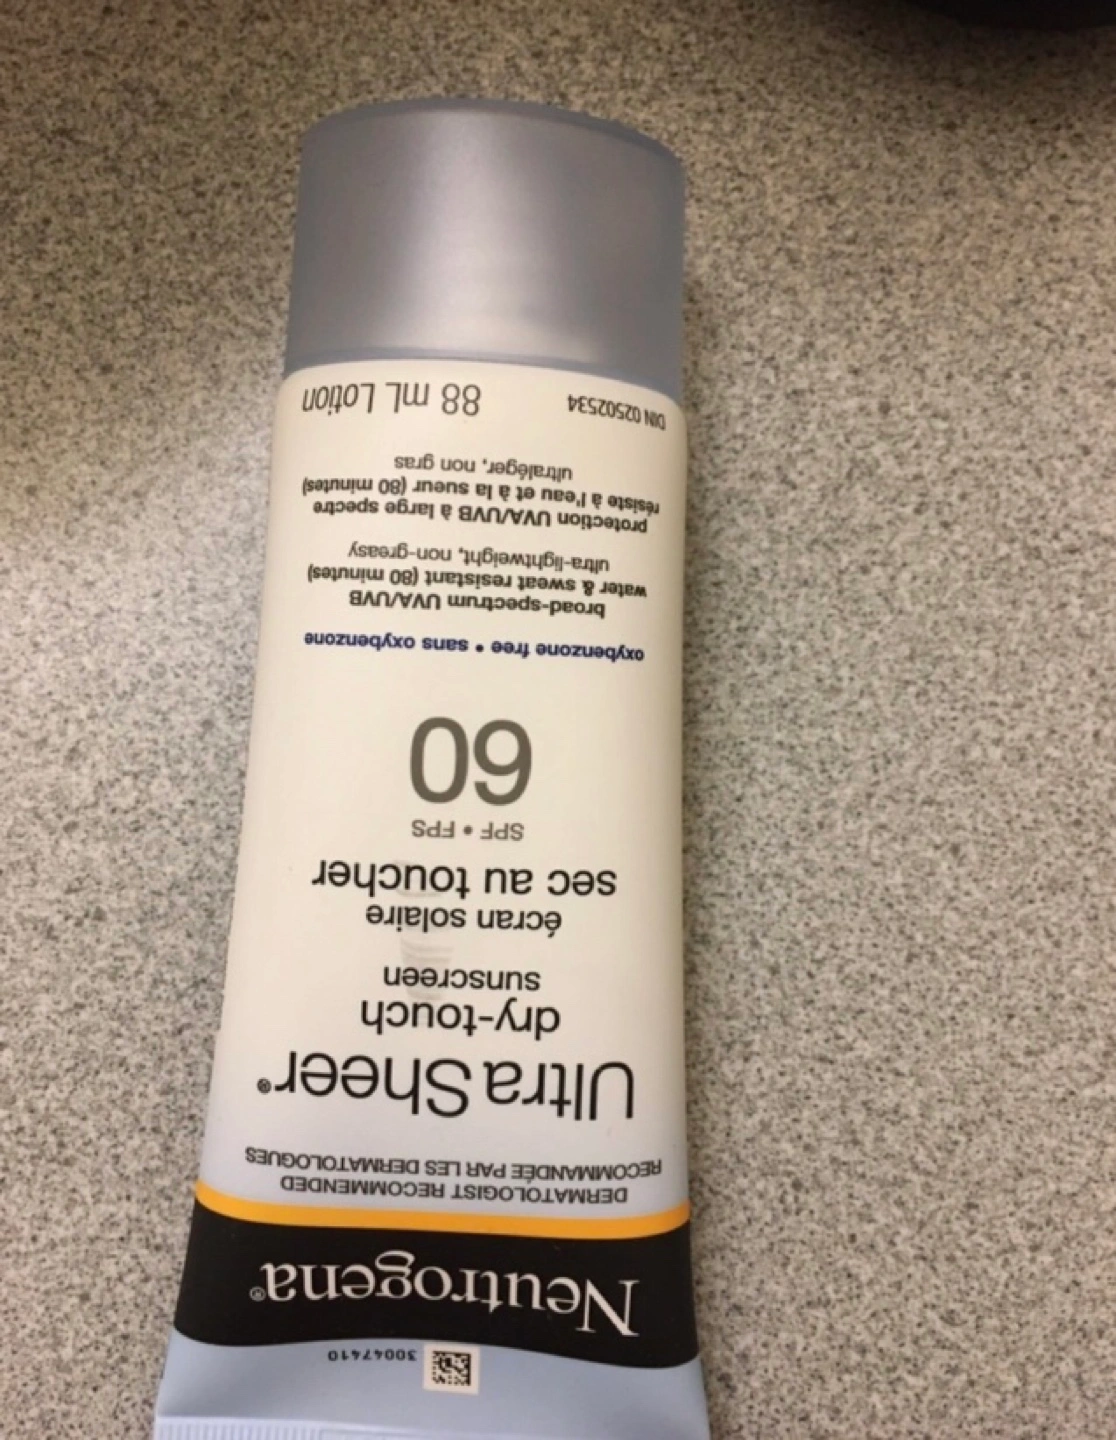 30047410
Neutrogena®
DERMATOLOGIST RECOMMENDED
RECOMMANDÉE PAR LES DERMATOLOGUES
Ultra Sheer®
dry-touch
sunscreen
écran solaire
sec au toucher
SPF • FPS
60
oxybenzone free • sans oxybenzone
broad-spectrum UVA/UVB
water & sweat resistant (80 minutes)
ultra-lightweight, non-greasy
protection UVA/UVB à large spectre
résiste à l'eau et à la sueur (80 minutes)
ultraléger, non gras
DIN 02502534 88 mL Lotion